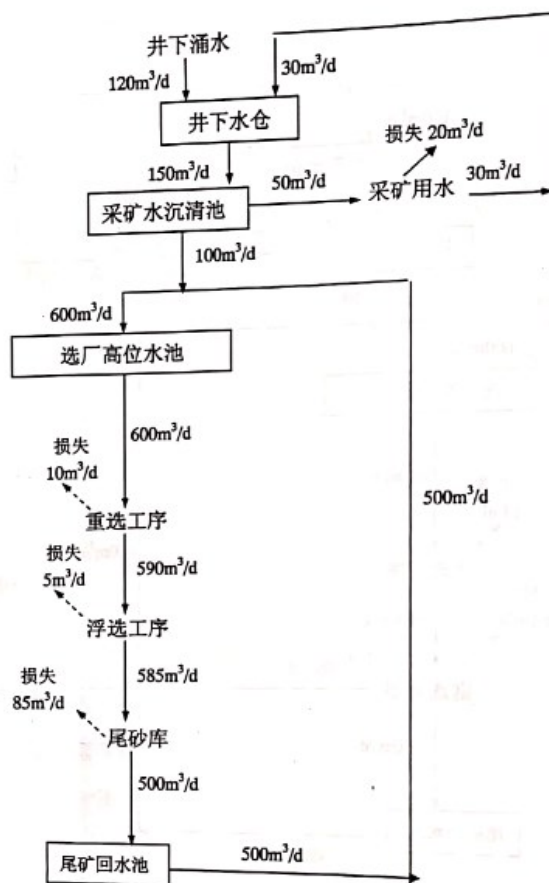 井下涌水
120m³/d
30m³/d
井下水仓
损失 20m³/d
150m³/d
50m³/d
采矿用水
30m³/d
采矿水沉清池
100m³/d
600m³/d
选厂高位水池
600m³/d
损失
10m³/d
500m³/d
重选工序
损失
590m³/d
5m³/d
浮选工序
585m³/d
损失
85m³/d
尾砂库
500m³/d
尾矿回水池
500m³/d